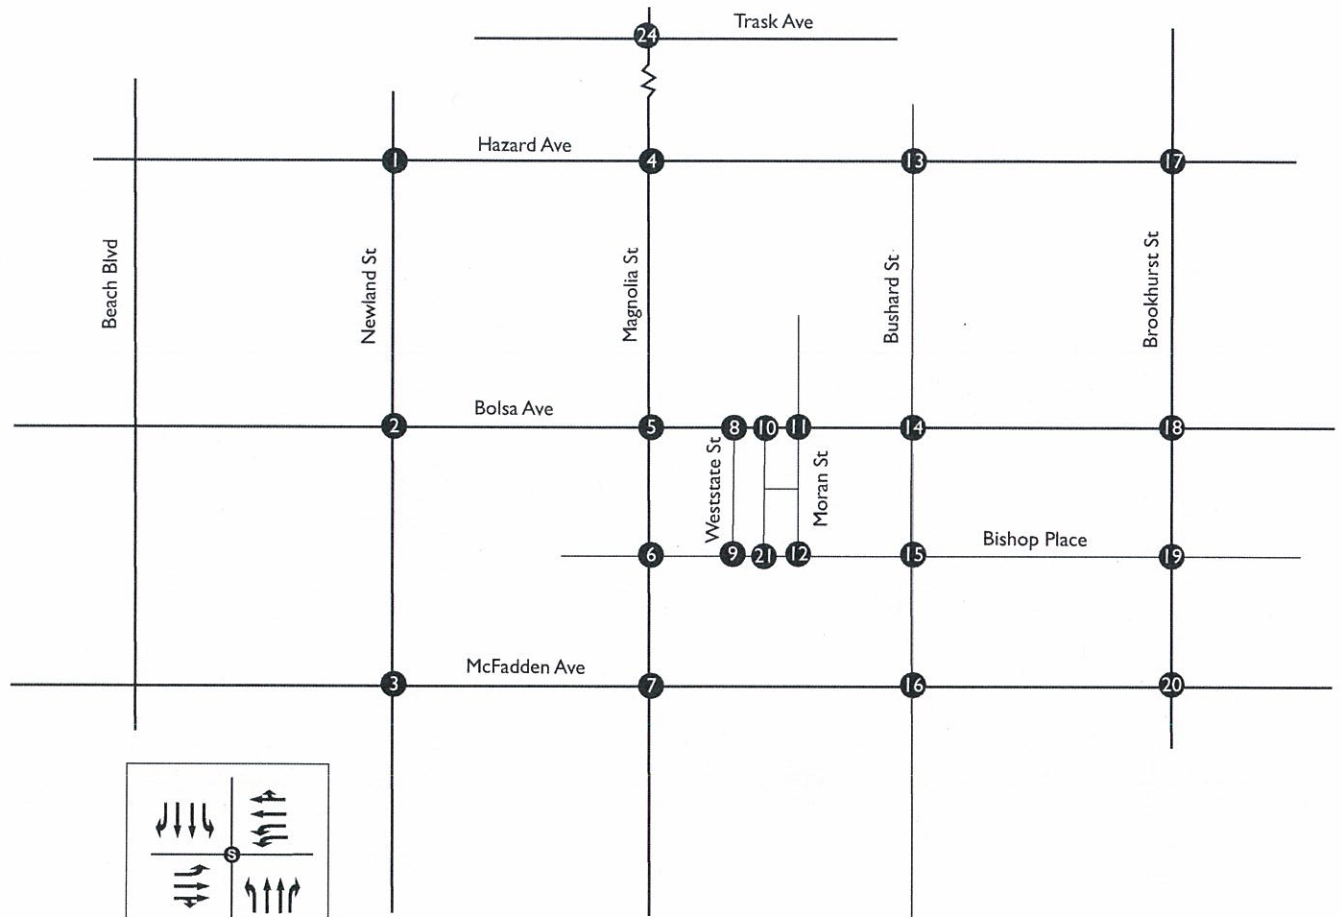 Trask Ave
24
Hazard Ave
1
4
13
17
Beach Blvd
Newland St
Magnolia St
Bushard St
Brookhurst St
Bolsa Ave
2
5
8
10
11
14
18
Weststate St
Moran St
Bishop Place
6
9
21
12
15
19
McFadden Ave
3
7
16
20
S